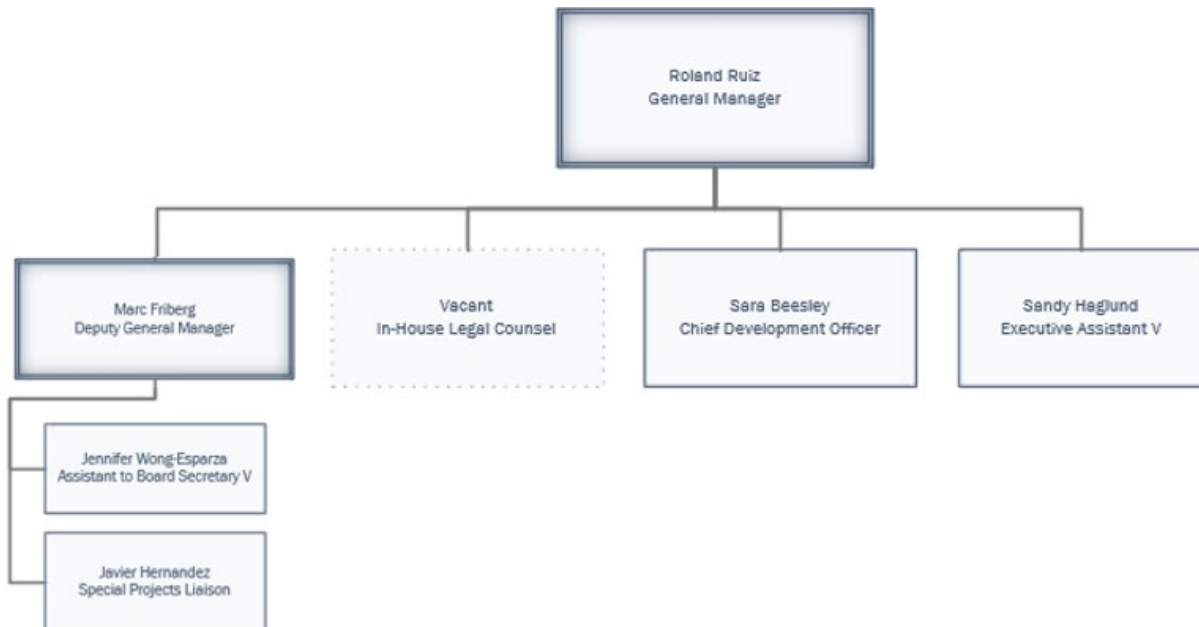 Roland Ruiz
General Manager
Marc Friberg
Deputy General Manager
Vacant
In-House Legal Counsel
Sara Beesley
Chief Development Officer
Sandy Haglund
Executive Assistant V
Jennifer Wong-Esparza
Assistant to Board Secretary V
Javier Hernandez
Special Projects Liaison